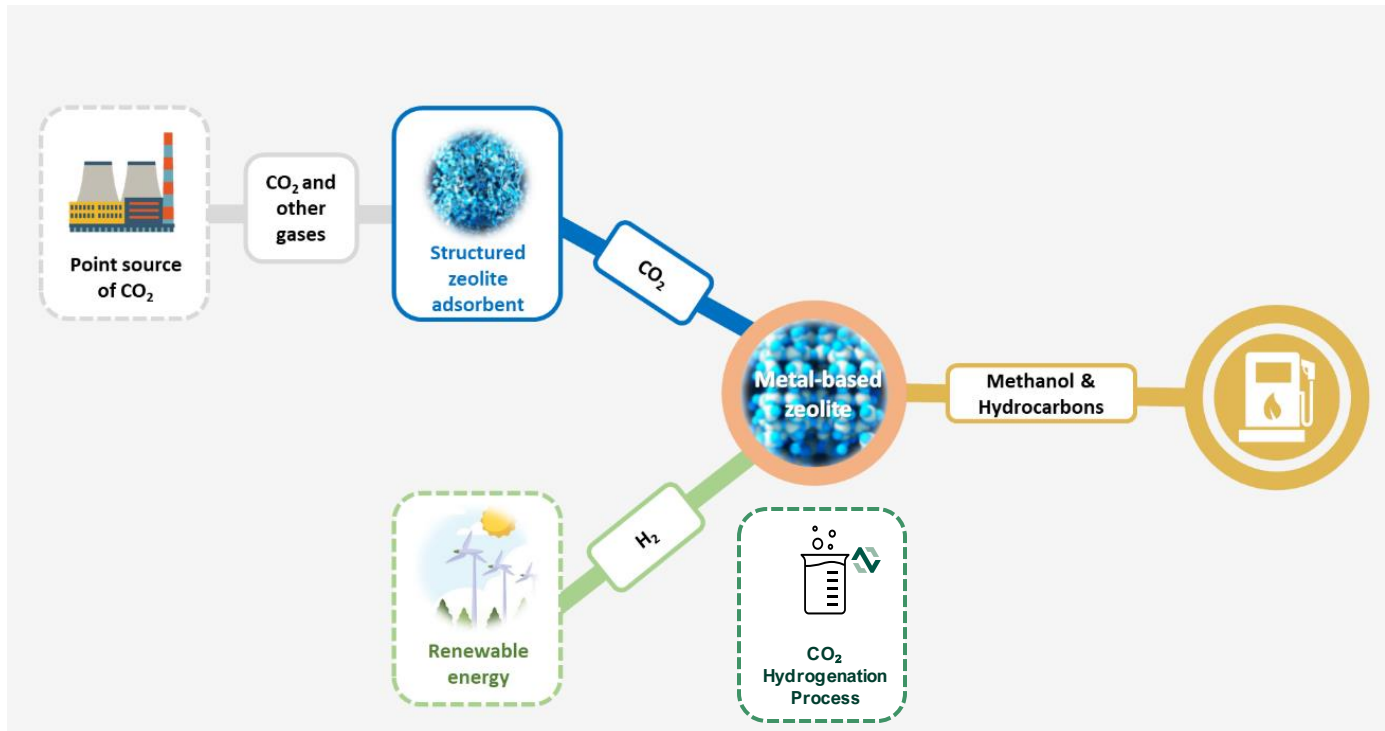 Point source
of CO₂
CO₂ and
other
gases
Structured
zeolite
adsorbent
CO₂
Metal-based
zeolite
Methanol &
Hydrocarbons
H₂
Renewable
energy
CO₂
Hydrogenation
Process